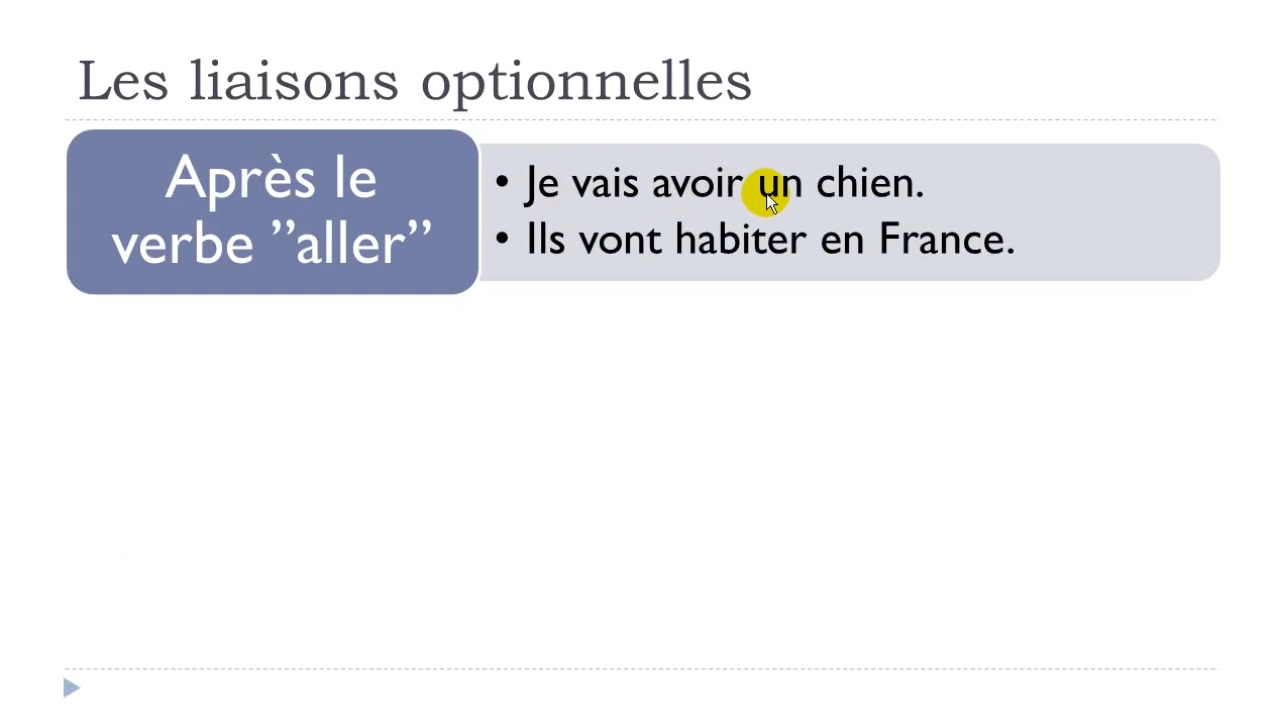 Les liaisons optionnelles
Après le
verbe ”aller”
• Je vais avoir un chien.
• Ils vont habiter en France.